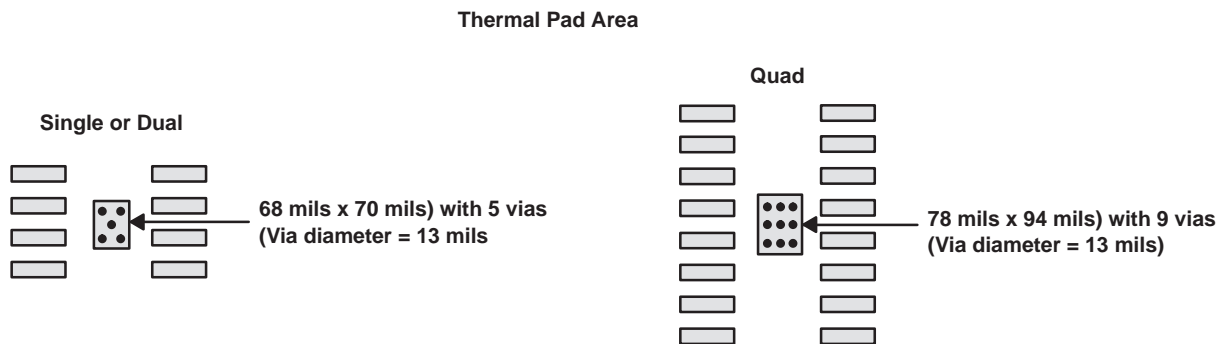 Thermal Pad Area
Single or Dual
68 mils x 70 mils) with 5 vias
(Via diameter = 13 mils
Quad
78 mils x 94 mils) with 9 vias
(Via diameter = 13 mils)